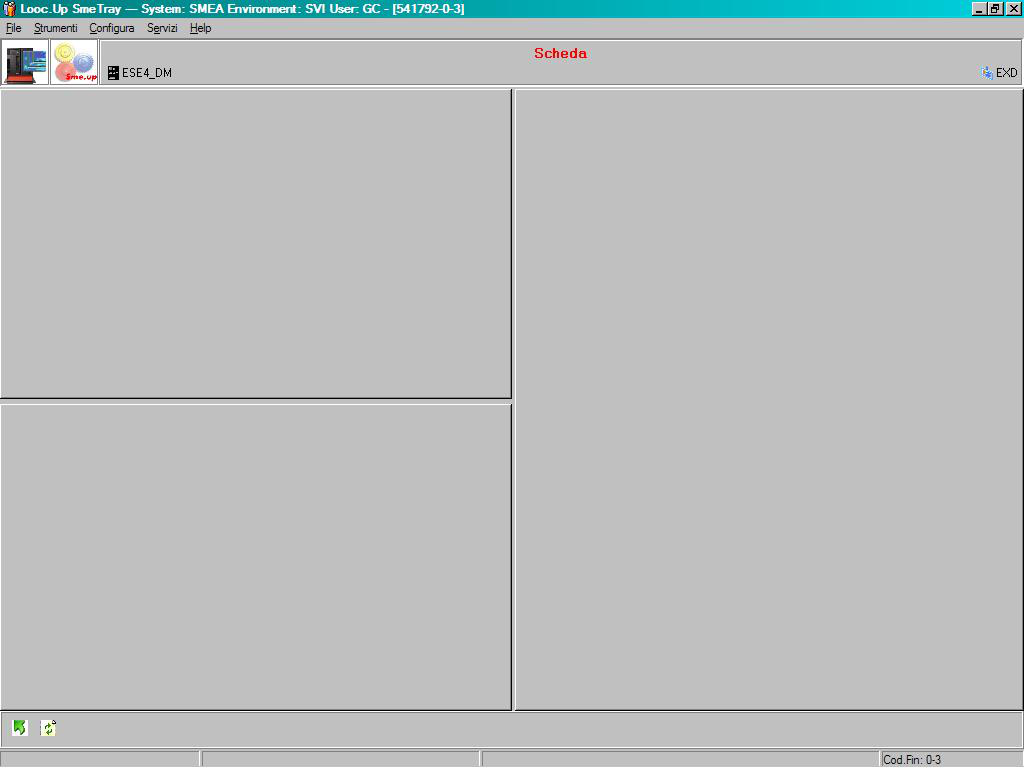 Looc.Up SmeTray — System: SMEA Environment: SVI User: GC - [541792-0-3]
File Strumenti Configura Servizi Help
Scheda
Sme.up ESE4_DM EXD
Cod.Fin: 0-3